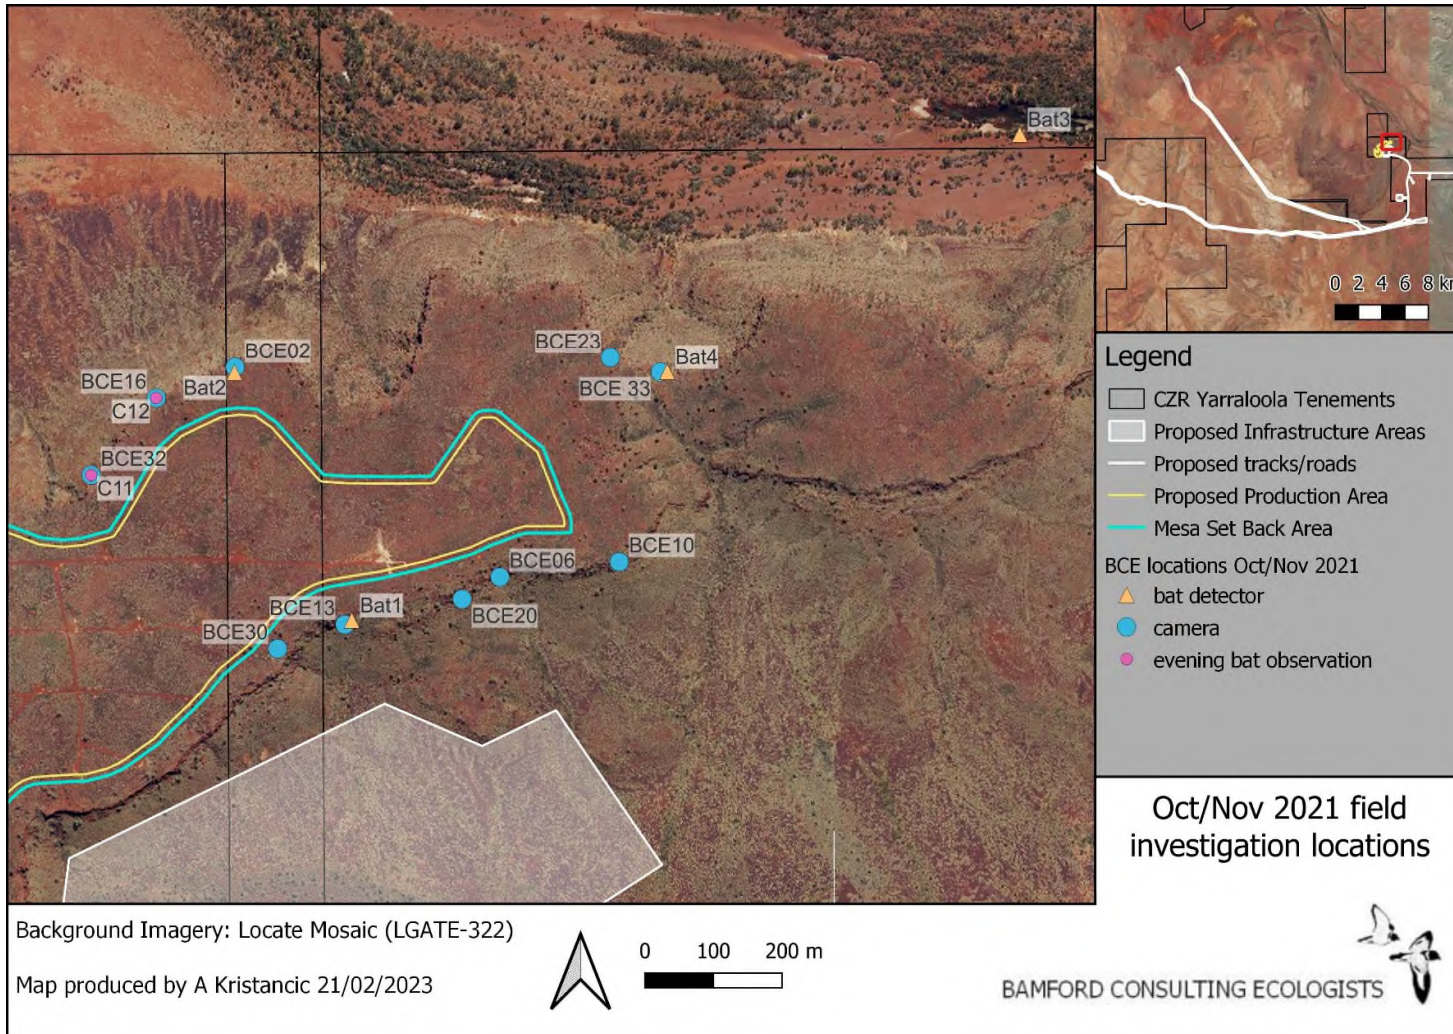 Bat3
BCE02
Bat2
BCE16
C12
BCE32
C11
BCE23
Bat4
BCE 33
BCE10
BCE06
BCE20
BCE13
Bat1
BCE30
0 2 4 6 8 km
Legend
CZR Yarraloola Tenements
Proposed Infrastructure Areas
Proposed tracks/roads
Proposed Production Area
Mesa Set Back Area
BCE locations Oct/Nov 2021
bat detector
camera
evening bat observation
Oct/Nov 2021 field
investigation locations
Background Imagery: Locate Mosaic (LGATE-322)
Map produced by A Kristancic 21/02/2023
0 100 200 m
BAMFORD CONSULTING ECOLOGISTS